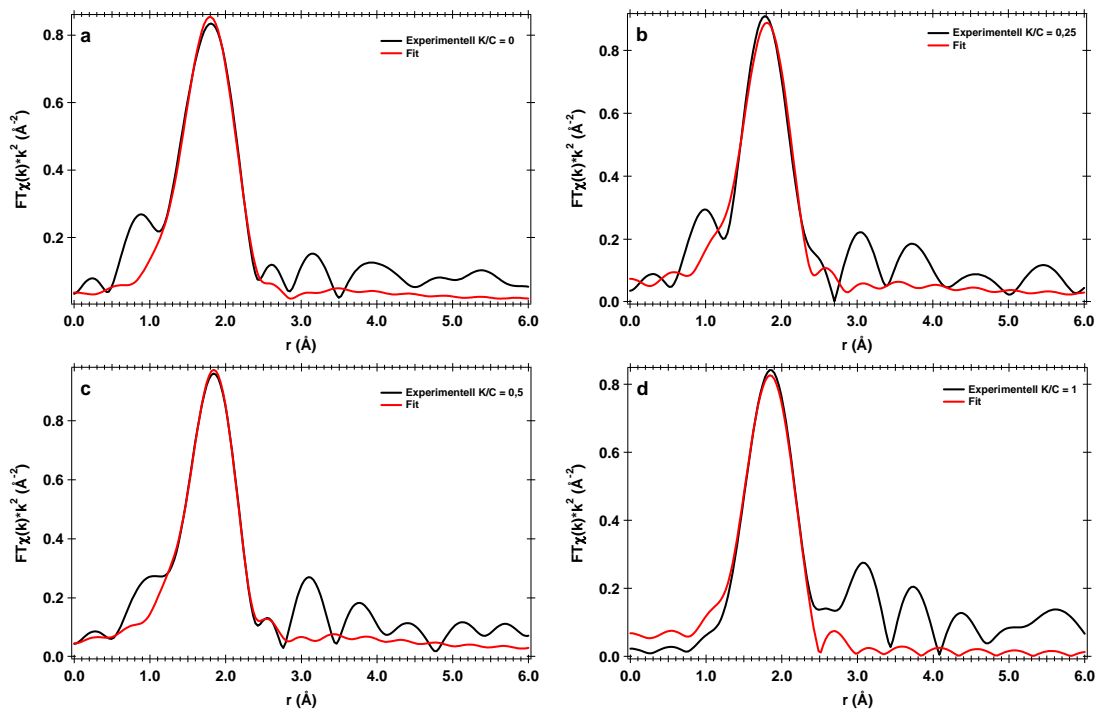 a
Experimentell K/C = 0
Fit
0.8
0.6
0.4
0.2
FTχ(k)*k² (Å⁻²)
0.0 1.0 2.0 3.0 4.0 5.0 6.0
r (Å)
b
Experimentell K/C = 0,25
Fit
0.8
0.6
0.4
0.2
0.0
FTχ(k)*k² (Å⁻²)
0.0 1.0 2.0 3.0 4.0 5.0 6.0
r (Å)
c
Experimentell K/C = 0,5
Fit
0.8
0.6
0.4
0.2
0.0
FTχ(k)*k² (Å⁻²)
0.0 1.0 2.0 3.0 4.0 5.0 6.0
r (Å)
d
Experimentell K/C = 1
Fit
0.8
0.6
0.4
0.2
0.0
FTχ(k)*k² (Å⁻²)
0.0 1.0 2.0 3.0 4.0 5.0 6.0
r (Å)